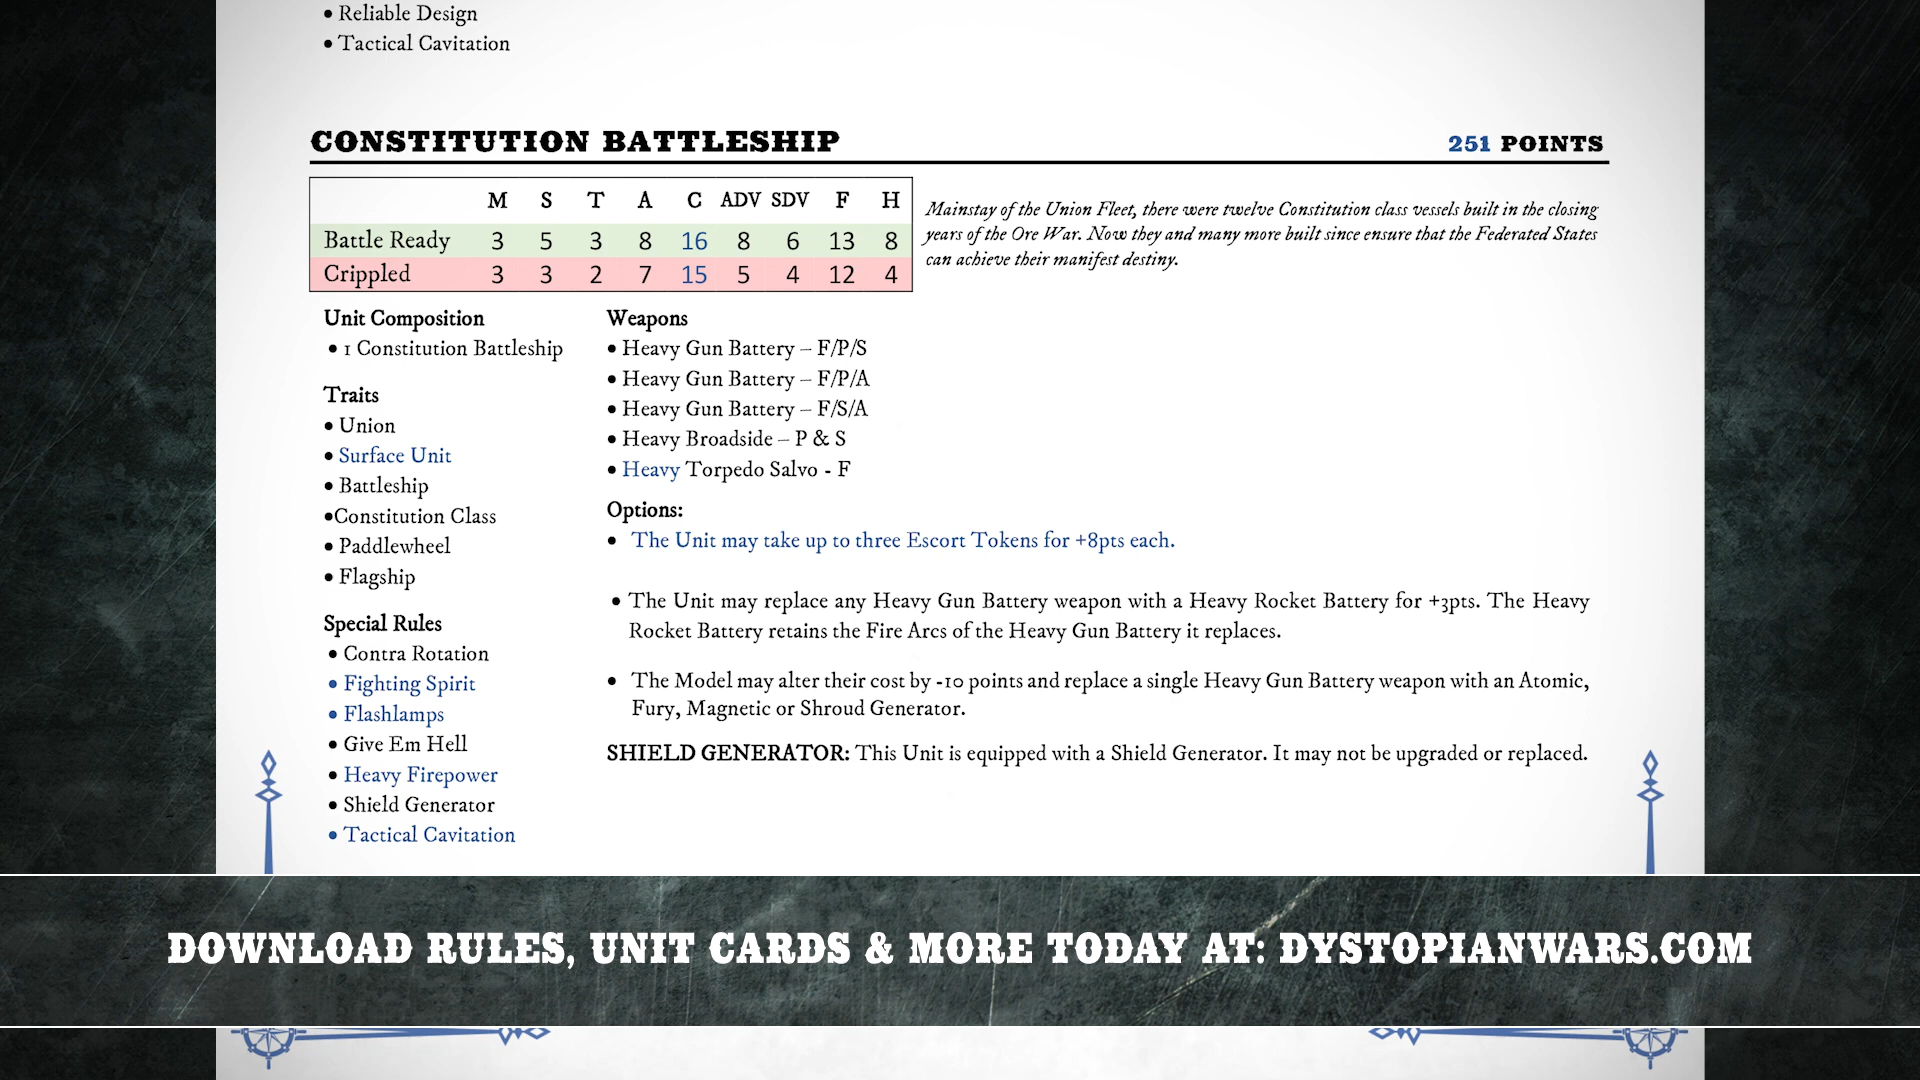 • Reliable Design
• Tactical Cavitation
CONSTITUTION BATTLESHIP 251 POINTS
M S T A C ADV SDV F H
Battle Ready 3 5 3 8 16 8 6 13 8
Crippled 3 3 2 7 15 5 4 12 4
Mainstay of the Union Fleet, there were twelve Constitution class vessels built in the closing
years of the Ore War. Now they and many more built since ensure that the Federated States
can achieve their manifest destiny.
Unit Composition
• 1 Constitution Battleship
Traits
• Union
• Surface Unit
• Battleship
•Constitution Class
• Paddlewheel
• Flagship
Special Rules
• Contra Rotation
• Fighting Spirit
• Flashlamps
• Give Em Hell
• Heavy Firepower
• Shield Generator
• Tactical Cavitation
Weapons
• Heavy Gun Battery – F/P/S
• Heavy Gun Battery – F/P/A
• Heavy Gun Battery – F/S/A
• Heavy Broadside – P & S
• Heavy Torpedo Salvo - F
Options:
• The Unit may take up to three Escort Tokens for +8pts each.
• The Unit may replace any Heavy Gun Battery weapon with a Heavy Rocket Battery for +3pts. The Heavy
Rocket Battery retains the Fire Arcs of the Heavy Gun Battery it replaces.
• The Model may alter their cost by -10 points and replace a single Heavy Gun Battery weapon with an Atomic,
Fury, Magnetic or Shroud Generator.
SHIELD GENERATOR: This Unit is equipped with a Shield Generator. It may not be upgraded or replaced.
DOWNLOAD RULES, UNIT CARDS & MORE TODAY AT: DYSTOPIANWARS.COM